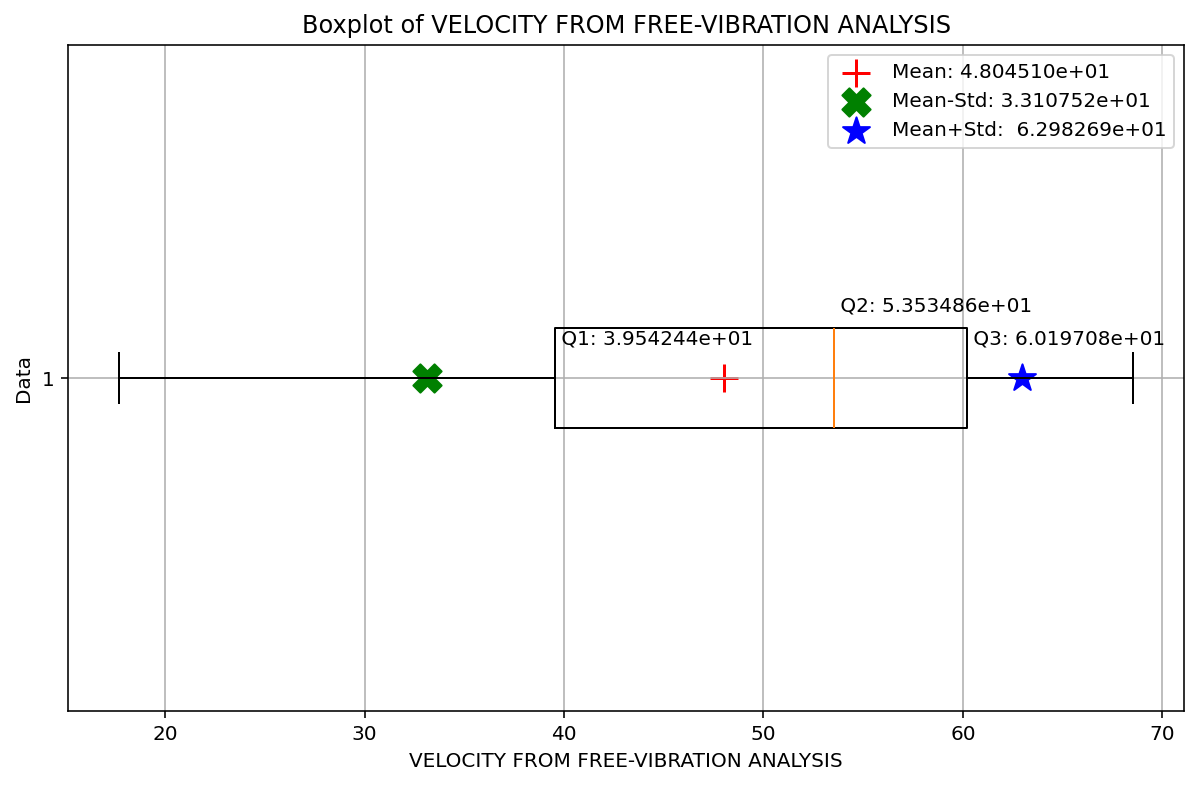 Boxplot of VELOCITY FROM FREE-VIBRATION ANALYSIS
Mean: 4.804510e+01
Mean-Std: 3.310752e+01
Mean+Std:  6.298269e+01
Q2: 5.353486e+01
Q1: 3.954244e+01
Q3: 6.019708e+01
Data
1
20 30 40 50 60 70
VELOCITY FROM FREE-VIBRATION ANALYSIS